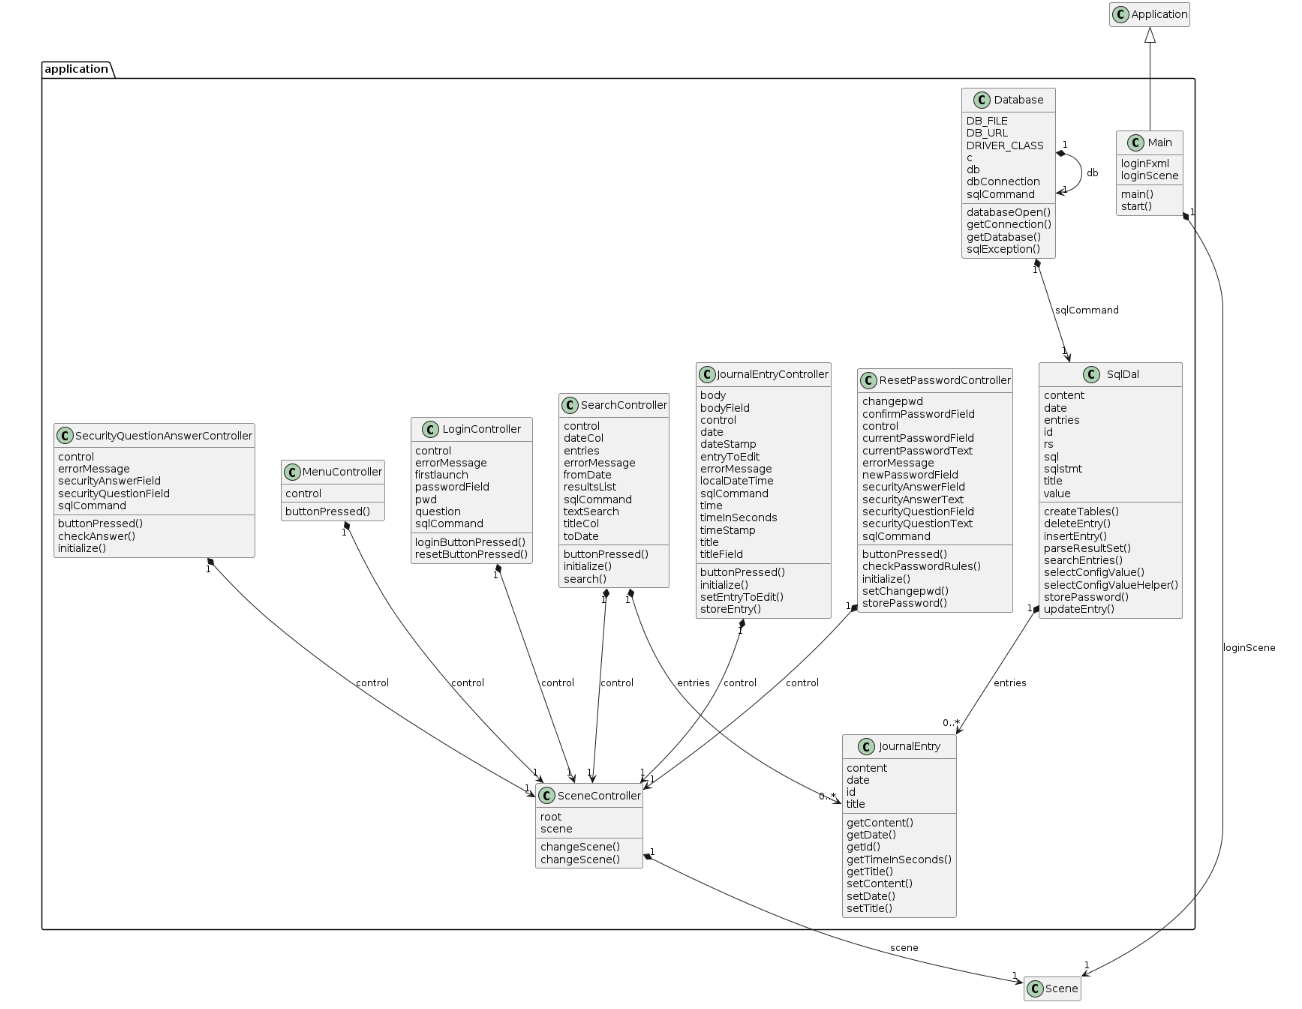 C Application
application
C Database
DB_FILE
DB_URL
DRIVER_CLASS
c
db
dbConnection
sqlCommand
databaseOpen()
getConnection()
getDatabase()
sqlException()
1
db
1
C Main
loginFxml
loginScene
main()
start()
1
1
sqlCommand
1
C SecurityQuestionAnswerController
control
errorMessage
securityAnswerField
securityQuestionField
sqlCommand
buttonPressed()
checkAnswer()
initialize()
1
C MenuController
control
buttonPressed()
1
C LoginController
control
errorMessage
firstlaunch
passwordField
pwd
question
sqlCommand
loginButtonPressed()
resetButtonPressed()
1
C SearchController
control
dateCol
entries
errorMessage
fromDate
resultsList
sqlCommand
textSearch
titleCol
toDate
buttonPressed()
initialize()
search()
1
1
C JournalEntryController
body
bodyField
control
date
dateStamp
entryToEdit
errorMessage
localDateTime
sqlCommand
time
timeInSeconds
timeStamp
title
titleField
buttonPressed()
initialize()
setEntryToEdit()
storeEntry()
1
C ResetPasswordController
changepwd
confirmPasswordField
control
currentPasswordField
currentPasswordText
errorMessage
newPasswordField
securityAnswerField
securityAnswerText
securityQuestionField
securityQuestionText
sqlCommand
buttonPressed()
checkPasswordRules()
initialize()
setChangepwd()
storePassword()
1
C SqlDal
content
date
entries
id
rs
sql
sqlstmt
title
value
createTables()
deleteEntry()
insertEntry()
parseResultSet()
searchEntries()
selectConfigValue()
selectConfigValueHelper()
storePassword()
updateEntry()
1
loginScene
control
control
control
control
entries
control
control
entries
1
1
1
1
1
1
0..*
0..*
C SceneController
root
scene
changeScene()
changeScene()
1
C JournalEntry
content
date
id
title
getContent()
getDate()
getId()
getTimeInSeconds()
getTitle()
setContent()
setDate()
setTitle()
scene
1
1
C Scene